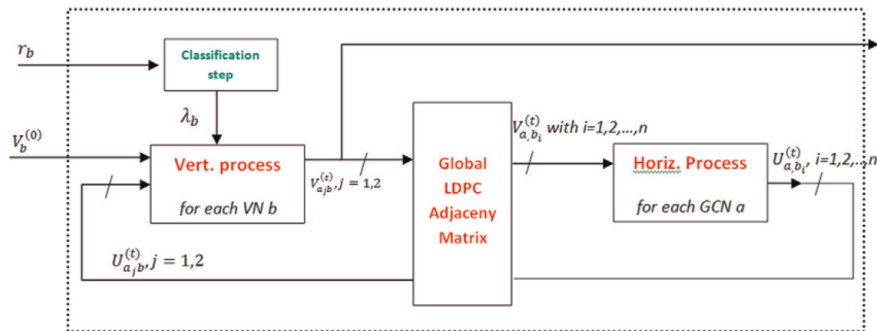 r_b
Classification
step
λ_b
V_b^(0)
Vert. process
for each VN b
V_{a_j b}^(t), j = 1,2
U_{a_j b}^(t), j = 1,2
Global
LDPC
Adjaceny
Matrix
V_{a,b_i}^(t) with i=1,2,...,n
Horiz. Process
for each GCN a
U_{a,b_i}^(t), i=1,2,...,n